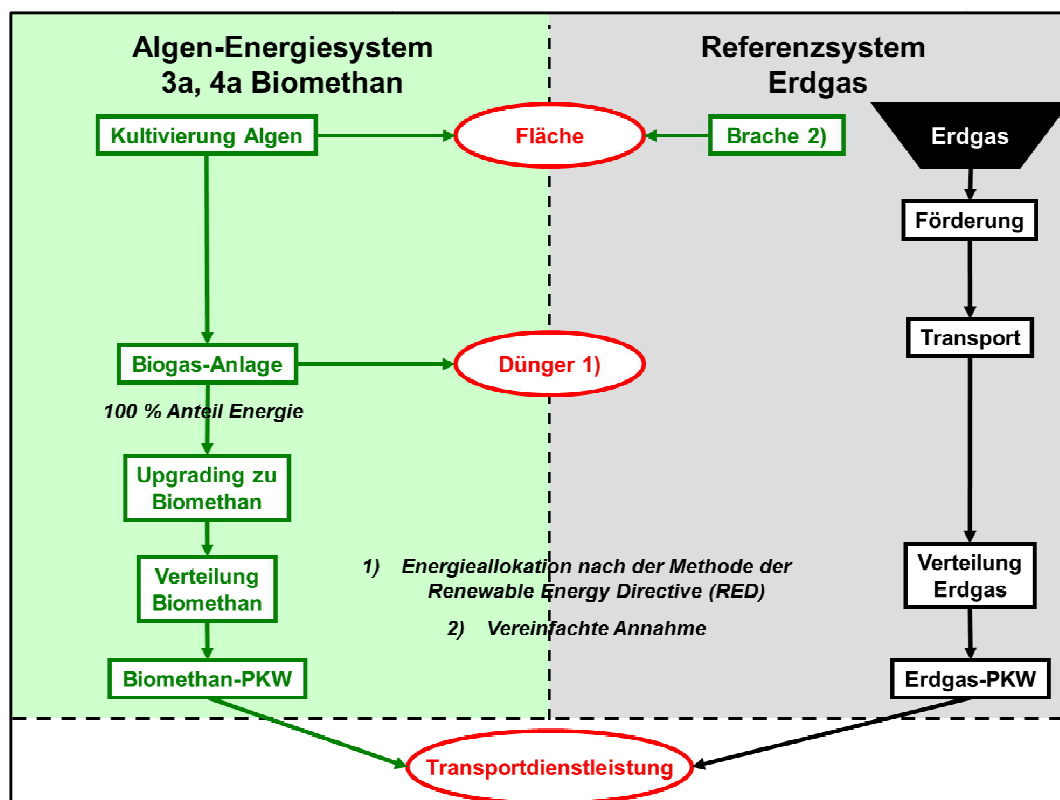 Algen-Energiesystem
3a, 4a Biomethan
Referenzsystem
Erdgas
Kultivierung Algen
Fläche
Brache 2)
Erdgas
Förderung
Transport
Biogas-Anlage
Dünger 1)
100 % Anteil Energie
Upgrading zu
Biomethan
Verteilung
Biomethan
1) Energieallokation nach der Methode der
Renewable Energy Directive (RED)
2) Vereinfachte Annahme
Verteilung
Erdgas
Biomethan-PKW
Erdgas-PKW
Transportdienstleistung